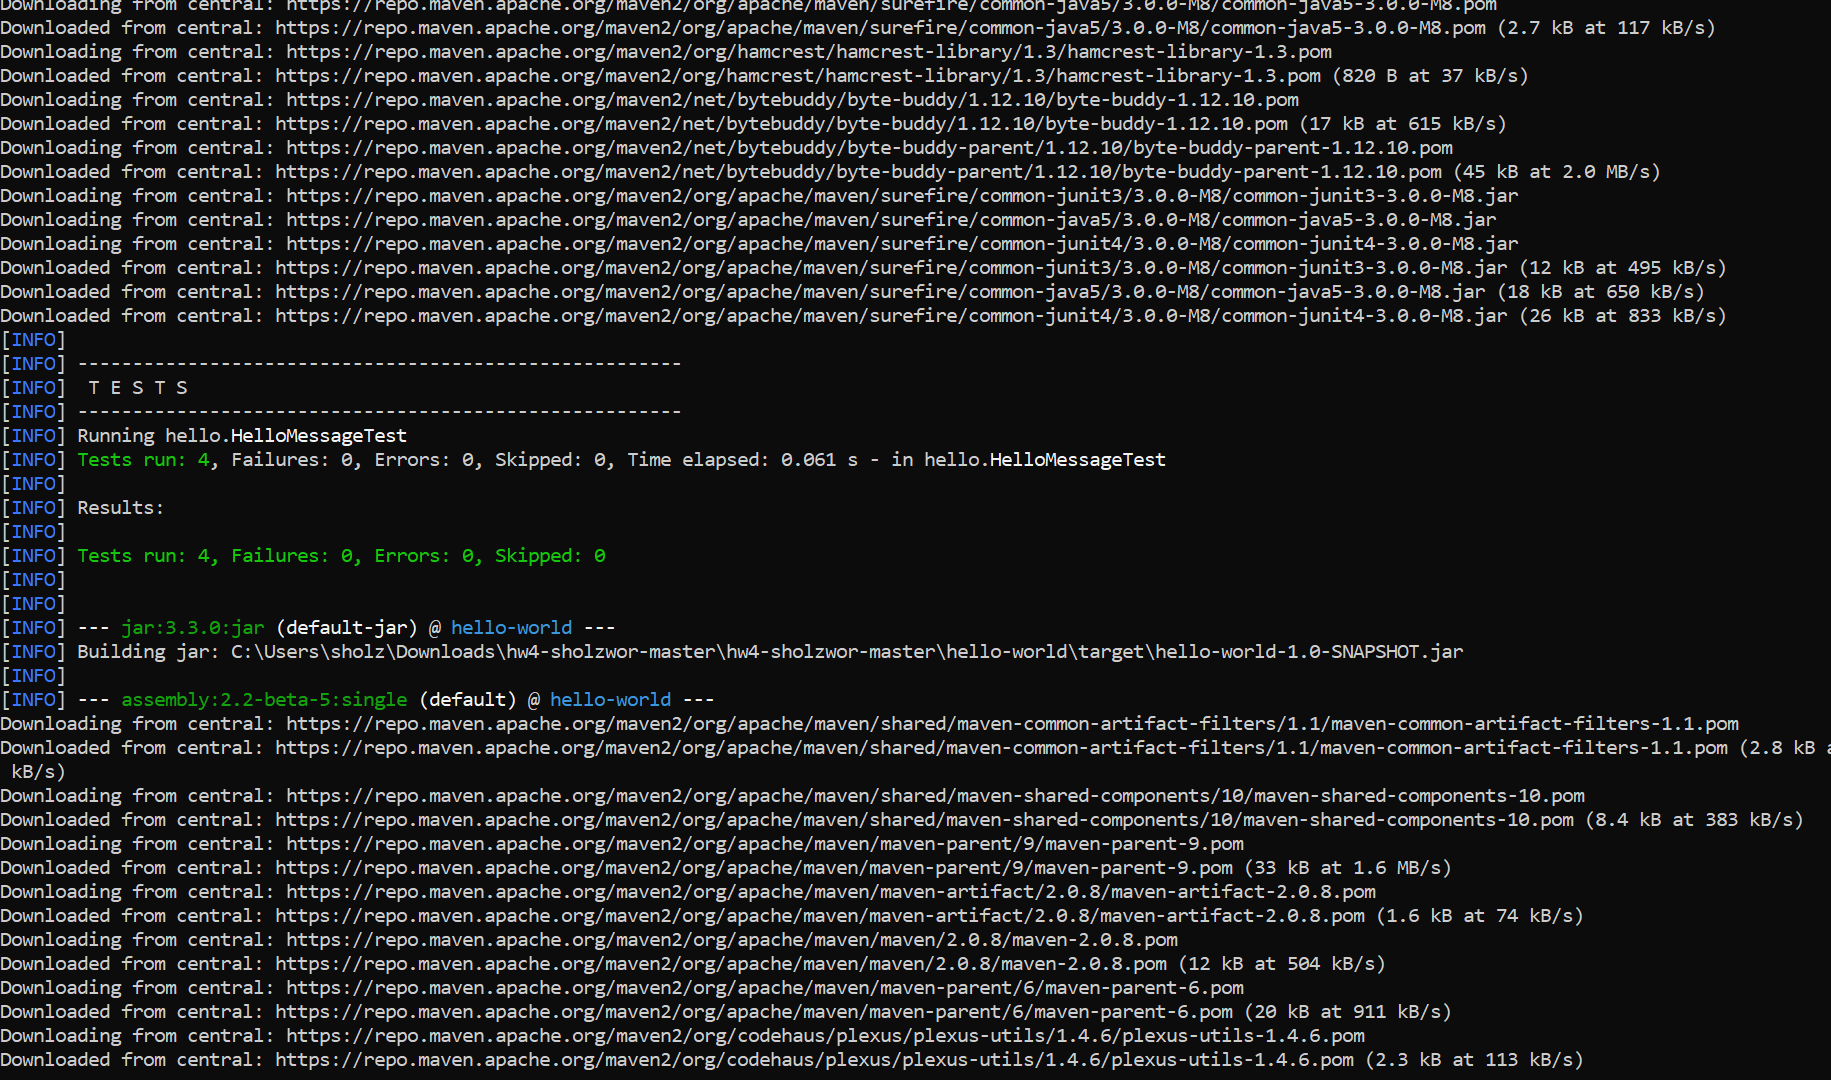 Downloading from central: https://repo.maven.apache.org/maven2/org/apache/maven/surefire/common-java5/3.0.0-M8/common-java5-3.0.0-M8.pom
Downloaded from central: https://repo.maven.apache.org/maven2/org/apache/maven/surefire/common-java5/3.0.0-M8/common-java5-3.0.0-M8.pom (2.7 kB at 117 kB/s)
Downloading from central: https://repo.maven.apache.org/maven2/org/hamcrest/hamcrest-library/1.3/hamcrest-library-1.3.pom
Downloaded from central: https://repo.maven.apache.org/maven2/org/hamcrest/hamcrest-library/1.3/hamcrest-library-1.3.pom (820 B at 37 kB/s)
Downloading from central: https://repo.maven.apache.org/maven2/net/bytebuddy/byte-buddy/1.12.10/byte-buddy-1.12.10.pom
Downloaded from central: https://repo.maven.apache.org/maven2/net/bytebuddy/byte-buddy/1.12.10/byte-buddy-1.12.10.pom (17 kB at 615 kB/s)
Downloading from central: https://repo.maven.apache.org/maven2/net/bytebuddy/byte-buddy-parent/1.12.10/byte-buddy-parent-1.12.10.pom
Downloaded from central: https://repo.maven.apache.org/maven2/net/bytebuddy/byte-buddy-parent/1.12.10/byte-buddy-parent-1.12.10.pom (45 kB at 2.0 MB/s)
Downloading from central: https://repo.maven.apache.org/maven2/org/apache/maven/surefire/common-junit3/3.0.0-M8/common-junit3-3.0.0-M8.jar
Downloading from central: https://repo.maven.apache.org/maven2/org/apache/maven/surefire/common-java5/3.0.0-M8/common-java5-3.0.0-M8.jar
Downloading from central: https://repo.maven.apache.org/maven2/org/apache/maven/surefire/common-junit4/3.0.0-M8/common-junit4-3.0.0-M8.jar
Downloaded from central: https://repo.maven.apache.org/maven2/org/apache/maven/surefire/common-junit3/3.0.0-M8/common-junit3-3.0.0-M8.jar (12 kB at 495 kB/s)
Downloaded from central: https://repo.maven.apache.org/maven2/org/apache/maven/surefire/common-java5/3.0.0-M8/common-java5-3.0.0-M8.jar (18 kB at 650 kB/s)
Downloaded from central: https://repo.maven.apache.org/maven2/org/apache/maven/surefire/common-junit4/3.0.0-M8/common-junit4-3.0.0-M8.jar (26 kB at 833 kB/s)
[INFO]
[INFO] -------------------------------------------------------
[INFO]  T E S T S
[INFO] -------------------------------------------------------
[INFO] Running hello.HelloMessageTest
[INFO] Tests run: 4, Failures: 0, Errors: 0, Skipped: 0, Time elapsed: 0.061 s - in hello.HelloMessageTest
[INFO]
[INFO] Results:
[INFO]
[INFO] Tests run: 4, Failures: 0, Errors: 0, Skipped: 0
[INFO]
[INFO]
[INFO] --- jar:3.3.0:jar (default-jar) @ hello-world ---
[INFO] Building jar: C:\Users\sholz\Downloads\hw4-sholzwor-master\hw4-sholzwor-master\hello-world\target\hello-world-1.0-SNAPSHOT.jar
[INFO]
[INFO] --- assembly:2.2-beta-5:single (default) @ hello-world ---
Downloading from central: https://repo.maven.apache.org/maven2/org/apache/maven/shared/maven-common-artifact-filters/1.1/maven-common-artifact-filters-1.1.pom
Downloaded from central: https://repo.maven.apache.org/maven2/org/apache/maven/shared/maven-common-artifact-filters/1.1/maven-common-artifact-filters-1.1.pom (2.8 kB
 kB/s)
Downloading from central: https://repo.maven.apache.org/maven2/org/apache/maven/shared/maven-shared-components/10/maven-shared-components-10.pom
Downloaded from central: https://repo.maven.apache.org/maven2/org/apache/maven/shared/maven-shared-components/10/maven-shared-components-10.pom (8.4 kB at 383 kB/s)
Downloading from central: https://repo.maven.apache.org/maven2/org/apache/maven/maven-parent/9/maven-parent-9.pom
Downloaded from central: https://repo.maven.apache.org/maven2/org/apache/maven/maven-parent/9/maven-parent-9.pom (33 kB at 1.6 MB/s)
Downloading from central: https://repo.maven.apache.org/maven2/org/apache/maven/maven-artifact/2.0.8/maven-artifact-2.0.8.pom
Downloaded from central: https://repo.maven.apache.org/maven2/org/apache/maven/maven-artifact/2.0.8/maven-artifact-2.0.8.pom (1.6 kB at 74 kB/s)
Downloading from central: https://repo.maven.apache.org/maven2/org/apache/maven/maven/2.0.8/maven-2.0.8.pom
Downloaded from central: https://repo.maven.apache.org/maven2/org/apache/maven/maven/2.0.8/maven-2.0.8.pom (12 kB at 504 kB/s)
Downloading from central: https://repo.maven.apache.org/maven2/org/apache/maven/maven-parent/6/maven-parent-6.pom
Downloaded from central: https://repo.maven.apache.org/maven2/org/apache/maven/maven-parent/6/maven-parent-6.pom (20 kB at 911 kB/s)
Downloading from central: https://repo.maven.apache.org/maven2/org/codehaus/plexus/plexus-utils/1.4.6/plexus-utils-1.4.6.pom
Downloaded from central: https://repo.maven.apache.org/maven2/org/codehaus/plexus/plexus-utils/1.4.6/plexus-utils-1.4.6.pom (2.3 kB at 113 kB/s)